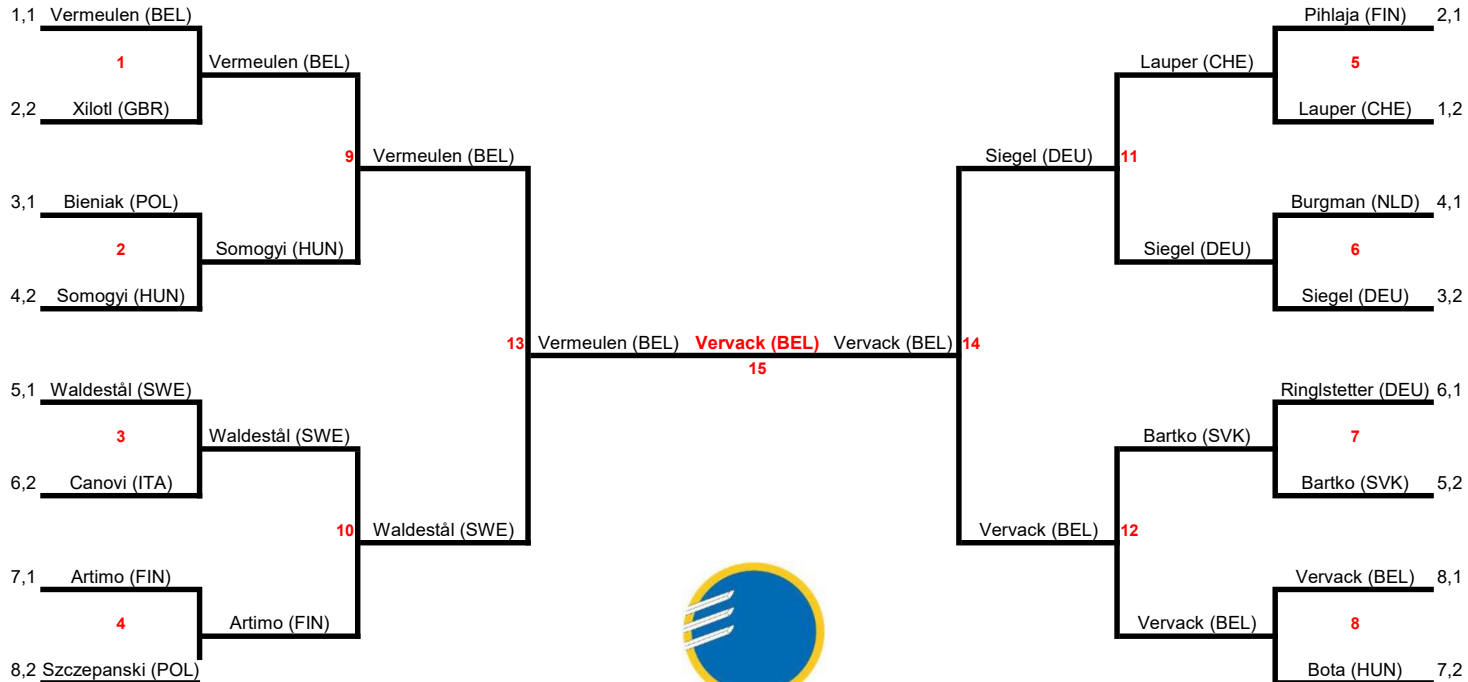 1,1 Vermeulen (BEL) Pihlaja (FIN) 2,1
1 Vermeulen (BEL) Lauper (CHE) 5
2,2 Xilotl (GBR) Lauper (CHE) 1,2
9 Vermeulen (BEL) Siegel (DEU) 11
3,1 Bieniak (POL) Burgman (NLD) 4,1
2 Somogyi (HUN) Siegel (DEU) 6
4,2 Somogyi (HUN) Siegel (DEU) 3,2
13 Vermeulen (BEL) Vervack (BEL) Vervack (BEL) 14
15
5,1 Waldestål (SWE) Ringlstetter (DEU) 6,1
3 Waldestål (SWE) Bartko (SVK) 7
6,2 Canovi (ITA) Bartko (SVK) 5,2
10 Waldestål (SWE) Vervack (BEL) 12
7,1 Artimo (FIN) Vervack (BEL) 8,1
4 Artimo (FIN) Vervack (BEL) 8
8,2 Szczepanski (POL) Bota (HUN) 7,2